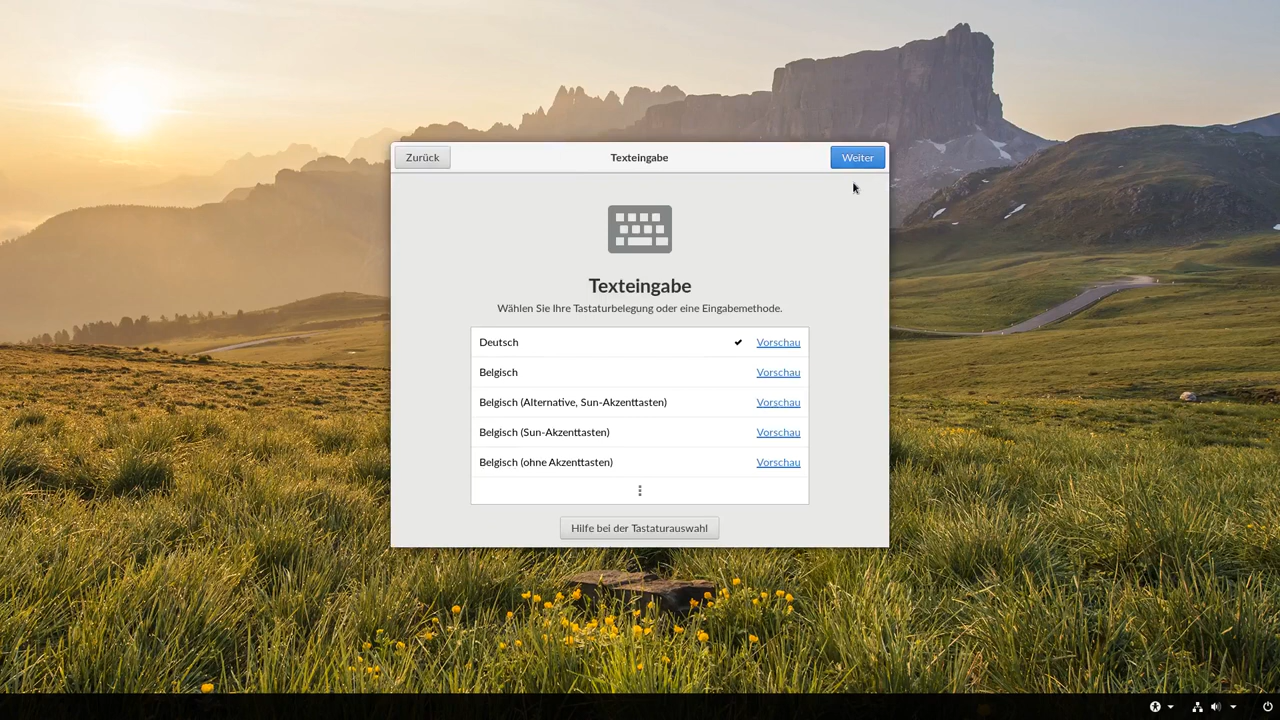 Zurück
Texteingabe
Weiter
Texteingabe
Wählen Sie Ihre Tastaturbelegung oder eine Eingabemethode.
Deutsch Vorschau
Belgisch Vorschau
Belgisch (Alternative, Sun-Akzenttasten) Vorschau
Belgisch (Sun-Akzenttasten) Vorschau
Belgisch (ohne Akzenttasten) Vorschau
Hilfe bei der Tastaturauswahl